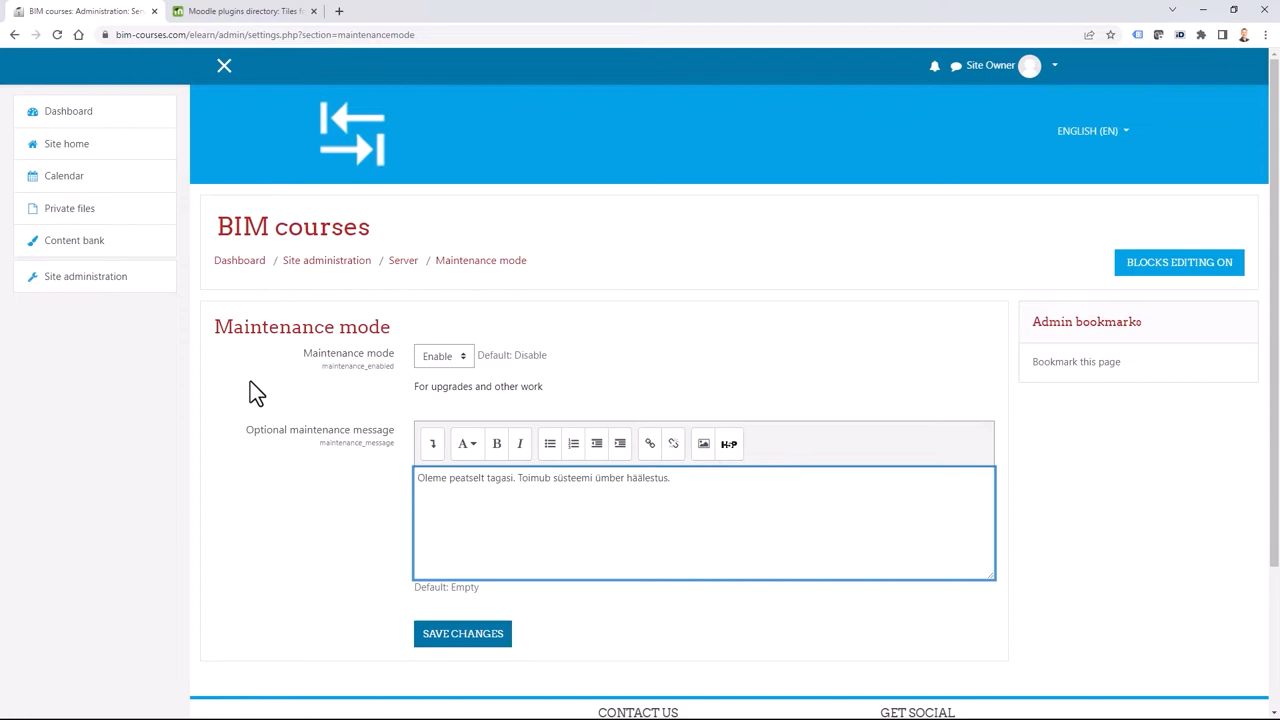 BIM courses: Administration: Ser
Moodle plugins directory: Tiles fo
bim-courses.com/elearn/admin/settings.php?section=maintenancemode
Site Owner
Dashboard
Site home
Calendar
Private files
Content bank
Site administration
ENGLISH (EN)
BIM courses
Dashboard / Site administration / Server / Maintenance mode
BLOCKS EDITING ON
Maintenance mode
Maintenance mode
maintenance_enabled
Enable
Default: Disable
For upgrades and other work
Optional maintenance message
maintenance_message
A
B
I
H-P
Oleme peatselt tagasi. Toimub süsteemi ümber häälestus.
Default: Empty
SAVE CHANGES
Admin bookmarks
Bookmark this page
CONTACT US
GET SOCIAL